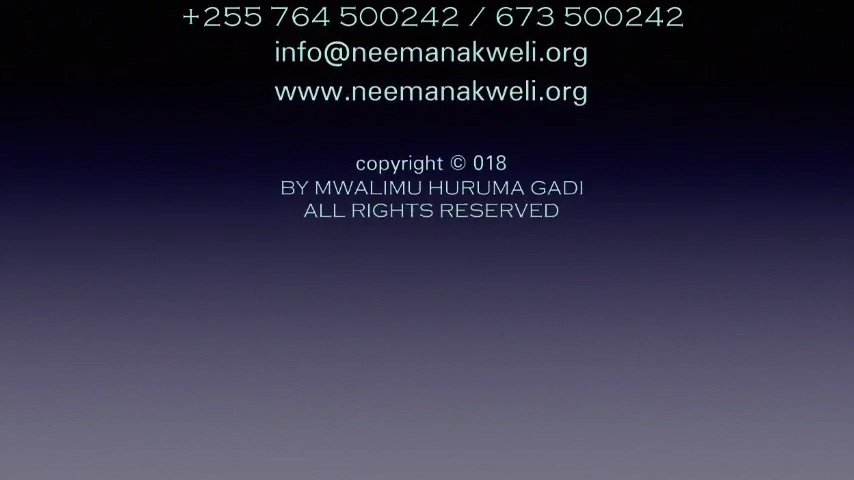 +255 764 500242 / 673 500242
info@neemanakweli.org
www.neemanakweli.org
copyright © 018
BY MWALIMU HURUMA GADI
ALL RIGHTS RESERVED